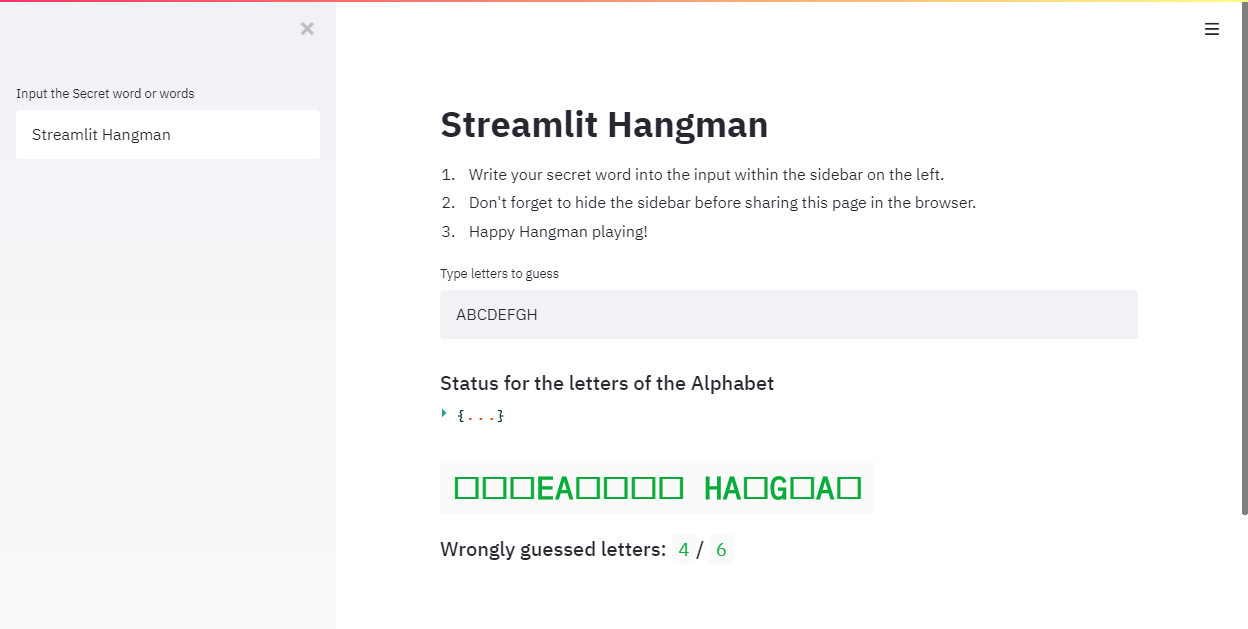 Input the Secret word or words
Streamlit Hangman
Streamlit Hangman
1. Write your secret word into the input within the sidebar on the left.
2. Don't forget to hide the sidebar before sharing this page in the browser.
3. Happy Hangman playing!
Type letters to guess
ABCDEFGH
Status for the letters of the Alphabet
{...}
□□□EA□□□□ HA□G□A□
Wrongly guessed letters: 4 / 6